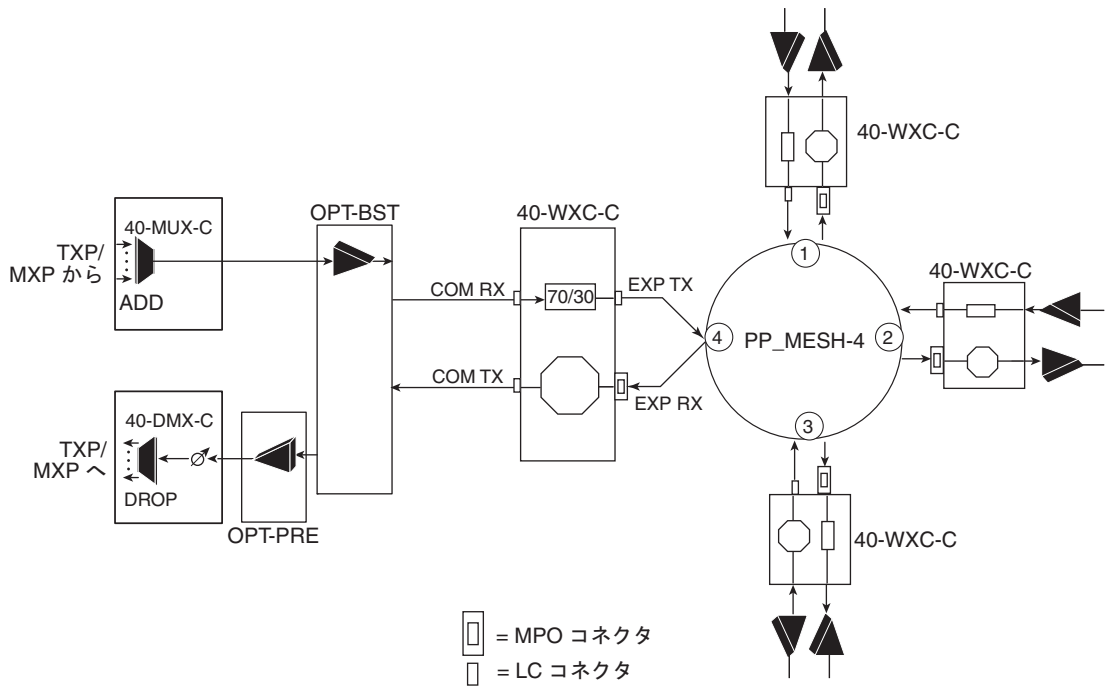 40-WXC-C
OPT-BST
40-WXC-C
40-MUX-C
TXP/
MXP から
ADD
COM RX
70/30
EXP TX
1
40-WXC-C
4
PP_MESH-4
2
COM TX
EXP RX
40-DMX-C
TXP/
MXP へ
DROP
OPT-PRE
3
40-WXC-C
= MPO コネクタ
= LC コネクタ